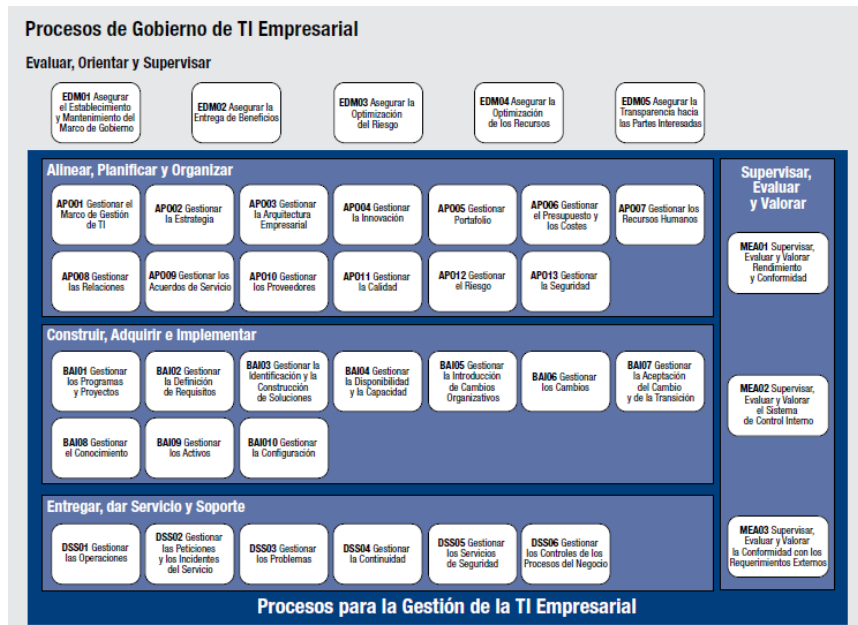 Procesos de Gobierno de TI Empresarial
Evaluar, Orientar y Supervisar
EDM01 Asegurar
el Establecimiento
y Mantenimiento del
Marco de Gobierno
EDM02 Asegurar la
Entrega de Beneficios
EDM03 Asegurar la
Optimización
del Riesgo
EDM04 Asegurar la
Optimización
de los Recursos
EDM05 Asegurar la
Transparencia hacia
las Partes Interesadas
Alinear, Planificar y Organizar
APO01 Gestionar el
Marco de Gestión
de TI
APO02 Gestionar
la Estrategia
APO03 Gestionar
la Arquitectura
Empresarial
APO04 Gestionar
la Innovación
APO05 Gestionar
Portafolio
APO06 Gestionar
el Presupuesto y
los Costes
APO07 Gestionar los
Recursos Humanos
APO08 Gestionar
las Relaciones
APO09 Gestionar los
Acuerdos de Servicio
APO10 Gestionar
los Proveedores
APO11 Gestionar
la Calidad
APO12 Gestionar
el Riesgo
APO13 Gestionar
la Seguridad
Construir, Adquirir e Implementar
BAI01 Gestionar
los Programas
y Proyectos
BAI02 Gestionar
la Definición
de Requisitos
BAI03 Gestionar la
Identificación y la
Construcción
de Soluciones
BAI04 Gestionar
la Disponibilidad
y la Capacidad
BAI05 Gestionar
la Introducción
de Cambios
Organizativos
BAI06 Gestionar
los Cambios
BAI07 Gestionar
la Aceptación
del Cambio
y de la Transición
BAI08 Gestionar
el Conocimiento
BAI09 Gestionar
los Activos
BAI010 Gestionar
la Configuración
Entregar, dar Servicio y Soporte
DSS01 Gestionar
las Operaciones
DSS02 Gestionar
las Peticiones
y los Incidentes
del Servicio
DSS03 Gestionar
los Problemas
DSS04 Gestionar
la Continuidad
DSS05 Gestionar
los Servicios
de Seguridad
DSS06 Gestionar
los Controles de los
Procesos del Negocio
Supervisar,
Evaluar
y Valorar
MEA01 Supervisar,
Evaluar y Valorar
Rendimiento
y Conformidad
MEA02 Supervisar,
Evaluar y Valorar
el Sistema
de Control Interno
MEA03 Supervisar,
Evaluar y Valorar
la Conformidad con los
Requerimientos Externos
Procesos para la Gestión de la TI Empresarial